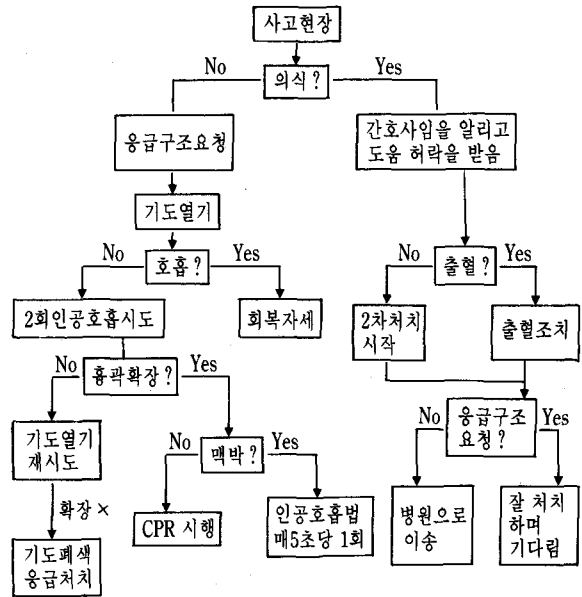 사고현장
No
의식?
Yes
응급구조요청
간호사임을 알리고
도움 허락을 받음
기도열기
No
호흡?
Yes
No
출혈?
Yes
2회인공호흡시도
회복자세
2차처치
시작
출혈조치
No
흉곽확장?
Yes
No
응급구조
요청?
Yes
기도열기
재시도
No
맥박?
Yes
확장 ×
CPR 시행
인공호흡법
매5초당 1회
병원으로
이송
잘 처치
하며
기다림
기도폐색
응급처치